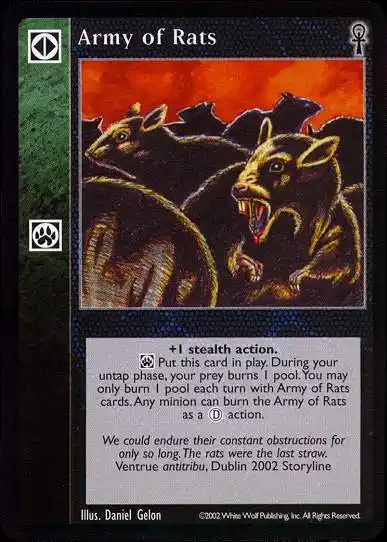 Army of Rats
+1 stealth action.
Put this card in play. During your
untap phase, your prey burns 1 pool. You may
only burn 1 pool each turn with Army of Rats
cards. Any minion can burn the Army of Rats
as a Ⓓ action.
We could endure their constant obstructions for
only so long. The rats were the last straw.
Ventrue antitribu, Dublin 2002 Storyline
Illus. Daniel Gelon
©2002 White Wolf Publishing, Inc. All Rights Reserved.